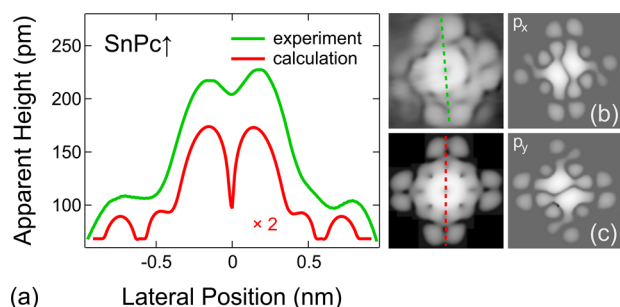 280
SnPc↑
experiment
calculation
Apparent Height (pm)
250
200
150
100
× 2
-0.5
0
0.5
(a)
Lateral Position (nm)
px
(b)
py
(c)